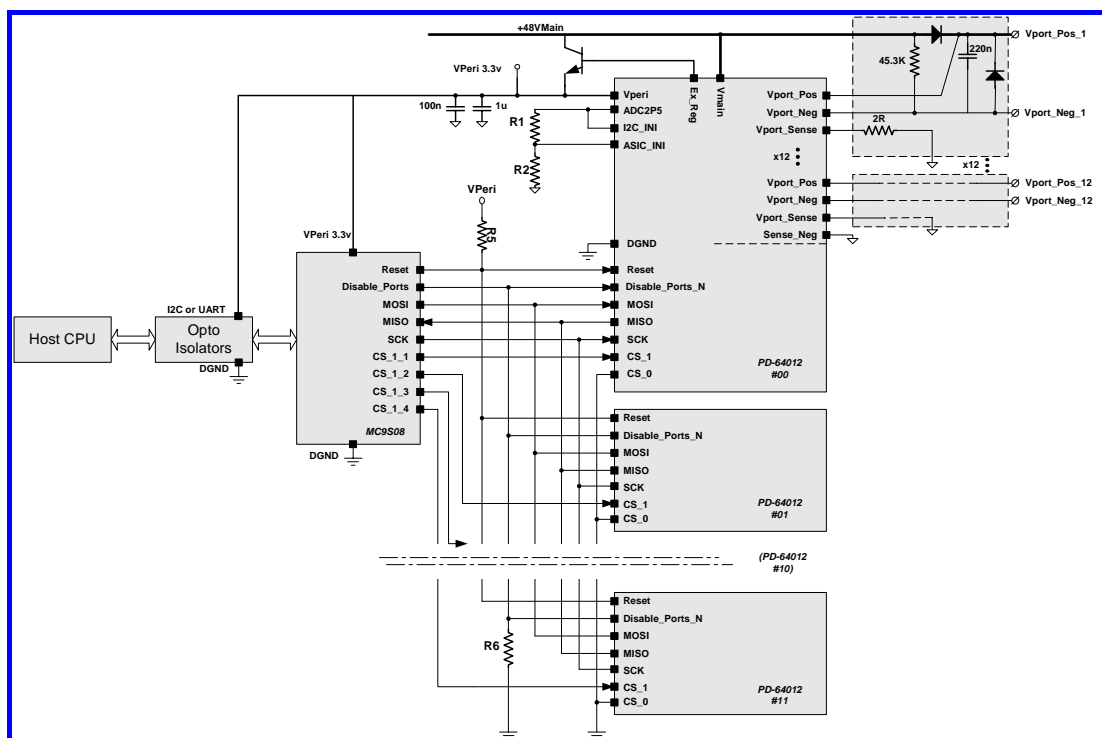 +48VMain
Vport_Pos_1
45.3K
220n
VPeri 3.3v
Ex_Reg
Vmain
100n
1u
Vperi
ADC2P5
I2C_INI
ASIC_INI
R1
R2
Vport_Pos
Vport_Neg
Vport_Sense
2R
Vport_Neg_1
x12
x12
Vport_Pos
Vport_Neg
Vport_Sense
Sense_Neg
Vport_Pos_12
Vport_Neg_12
VPeri
R5
DGND
VPeri 3.3v
Reset
Disable_Ports
MOSI
MISO
SCK
CS_1_1
CS_1_2
CS_1_3
CS_1_4
MC9S08
DGND
Host CPU
I2C or UART
Opto
Isolators
DGND
Reset
Disable_Ports_N
MOSI
MISO
SCK
CS_1
CS_0
PD-64012
#00
Reset
Disable_Ports_N
MOSI
MISO
SCK
CS_1
CS_0
PD-64012
#01
(PD-64012
#10)
R6
Reset
Disable_Ports_N
MOSI
MISO
SCK
CS_1
CS_0
PD-64012
#11